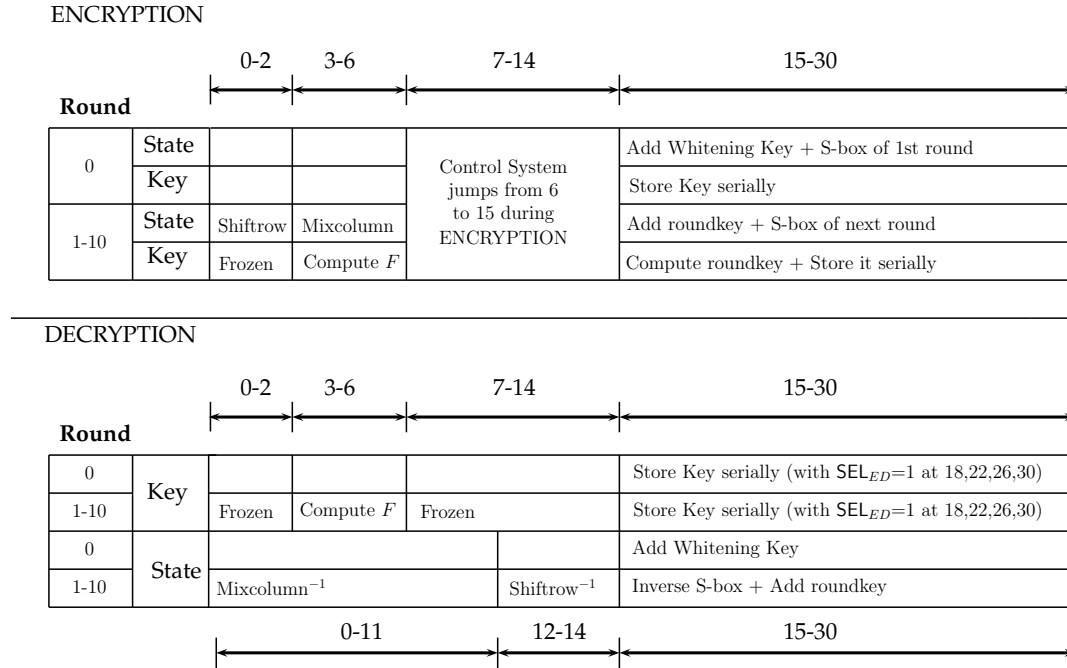 ENCRYPTION
0-2 3-6 7-14 15-30
Round
0 State Add Whitening Key + S-box of 1st round
Key Store Key serially
Control System
jumps from 6
to 15 during
ENCRYPTION
1-10 State Shiftrow Mixcolumn Add roundkey + S-box of next round
Key Frozen Compute F Compute roundkey + Store it serially
DECRYPTION
0-2 3-6 7-14 15-30
Round
0 Key Store Key serially (with SEL_{ED}=1 at 18,22,26,30)
1-10 Frozen Compute F Frozen Store Key serially (with SEL_{ED}=1 at 18,22,26,30)
0 State Add Whitening Key
1-10 Mixcolumn⁻¹ Shiftrow⁻¹ Inverse S-box + Add roundkey
0-11 12-14 15-30